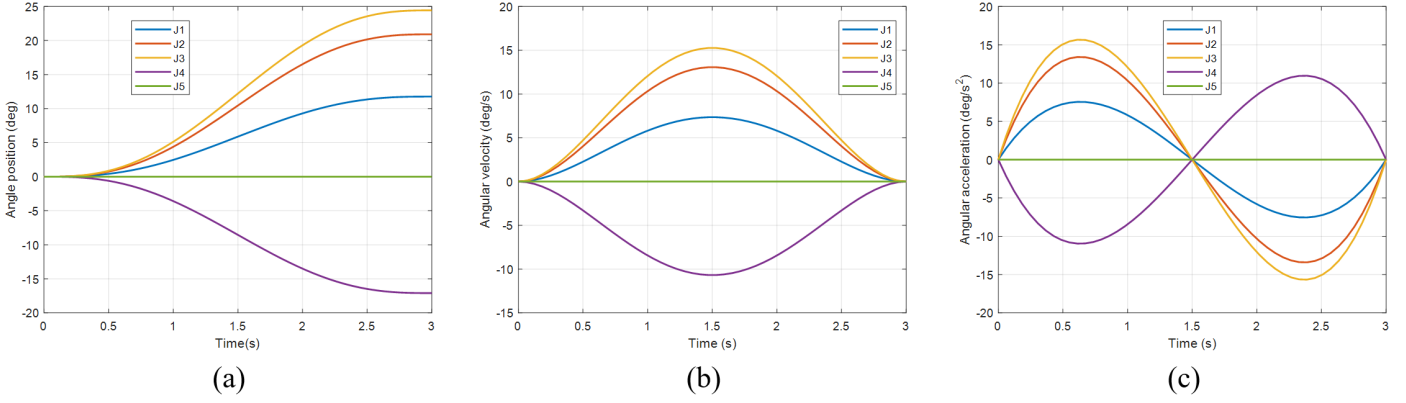 25
20
15
10
5
0
-5
-10
-15
-20
0
0.5
1
1.5
2
2.5
3
Angle position (deg)
Time(s)
J1
J2
J3
J4
J5
(a)
20
15
10
5
0
-5
-10
-15
0
0.5
1
1.5
2
2.5
3
Angular velocity (deg/s)
Time (s)
J1
J2
J3
J4
J5
(b)
20
15
10
5
0
-5
-10
-15
-20
0
0.5
1
1.5
2
2.5
3
Angular acceleration (deg/s²)
Time (s)
J1
J2
J3
J4
J5
(c)